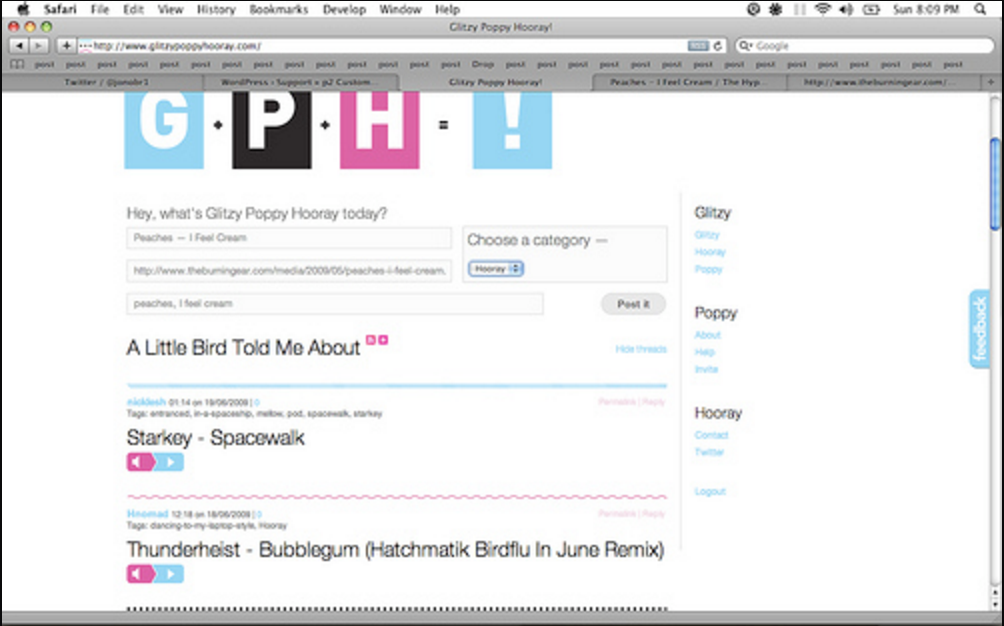 Safari File Edit View History Bookmarks Develop Window Help Sun 8:09 PM
Glitzy Poppy Hooray!
http://www.glitzypoppyhooray.com/ RSS Google
post post post post post post post post post post post post post post post Drop post post post post post post post post
Twitter / @jonobr1 WordPress › Support « p2 Custom... Glitzy Poppy Hooray! Peaches – I Feel Cream / The Hyp... http://www.theburningear.com/...
G + P + H = !
Hey, what's Glitzy Poppy Hooray today?
Peaches — I Feel Cream
Choose a category —
http://www.theburningear.com/media/2009/05/peaches-i-feel-cream.
Hooray
peaches, I feel cream
Post it
A Little Bird Told Me About
Hide threads
nickdesh 01:14 on 19/06/2009 | 0
Permalink | Reply
Tags: entranced, in-a-spaceship, mellow, pod, spacewalk, starkey
Starkey - Spacewalk
Hnomad 12:18 on 18/06/2009 | 0
Permalink | Reply
Tags: dancing-to-my-laptop-style, Hooray
Thunderheist - Bubblegum (Hatchmatik Birdflu In June Remix)
Glitzy
Glitzy
Hooray
Poppy
Poppy
About
Help
Invite
Hooray
Contact
Twitter
Logout
feedback